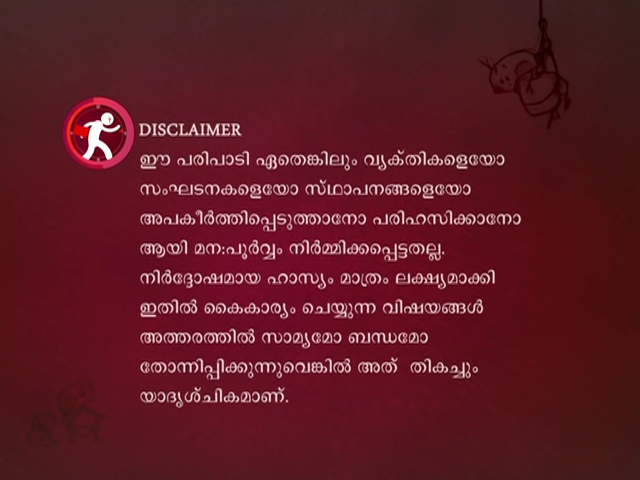 DISCLAIMER
ഈ പരിപാടി ഏതെങ്കിലും വ്യക്തികളെയോ
സംഘടനകളെയോ സ്ഥാപനങ്ങളെയോ
അപകീർത്തിപ്പെടുത്താനോ പരിഹസിക്കാനോ
ആയി മന:പൂർവ്വം നിർമ്മിക്കപ്പെട്ടതല്ല.
നിർദ്ദോഷമായ ഹാസ്യം മാത്രം ലക്ഷ്യമാക്കി
ഇതിൽ കൈകാര്യം ചെയ്യുന്ന വിഷയങ്ങൾ
അത്തരത്തിൽ സാമ്യമോ ബന്ധമോ
തോന്നിപ്പിക്കുന്നുവെങ്കിൽ അത് തികച്ചും
യാദൃശ്ചികമാണ്.